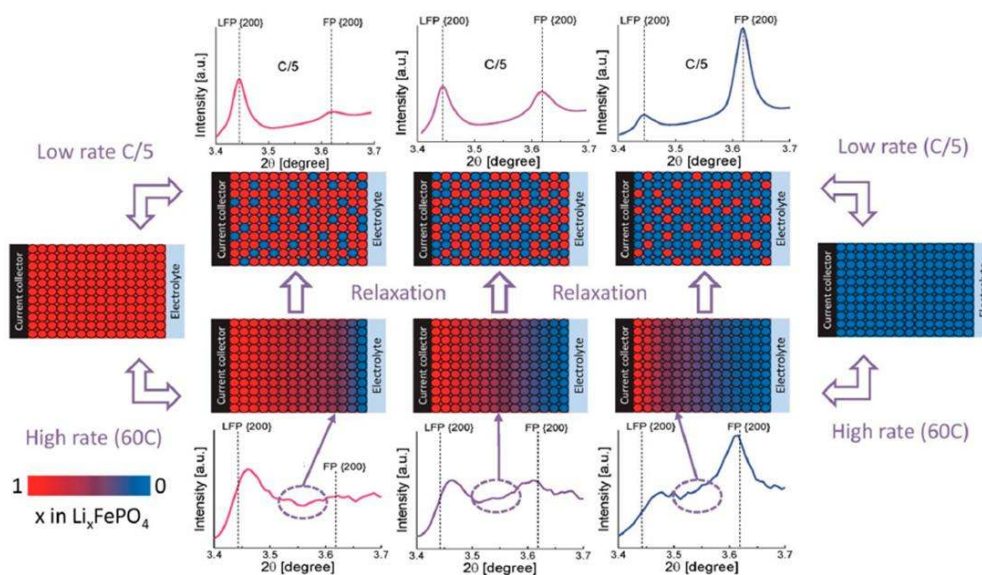 LFP {200} FP {200}
C/5
Intensity [a.u.]
3.4 3.5 3.6 3.7
2θ [degree]
LFP {200} FP {200}
C/5
Intensity [a.u.]
3.4 3.5 3.6 3.7
2θ [degree]
LFP {200} FP {200}
C/5
Intensity [a.u.]
3.4 3.5 3.6 3.7
2θ [degree]
Low rate C/5
Low rate (C/5)
Current collector
Electrolyte
Current collector
Electrolyte
Current collector
Electrolyte
Current collector
Electrolyte
Current collector
Relaxation
Relaxation
Current collector
Electrolyte
Current collector
Electrolyte
Current collector
Electrolyte
High rate (60C)
High rate (60C)
1 0
x in LiₓFePO₄
LFP {200}
FP {200}
Intensity [a.u.]
3.4 3.5 3.6 3.7
2θ [degree]
LFP {200} FP {200}
Intensity [a.u.]
3.4 3.5 3.6 3.7
2θ [degree]
LFP {200} FP {200}
Intensity [a.u.]
3.4 3.5 3.6 3.7
2θ [degree]